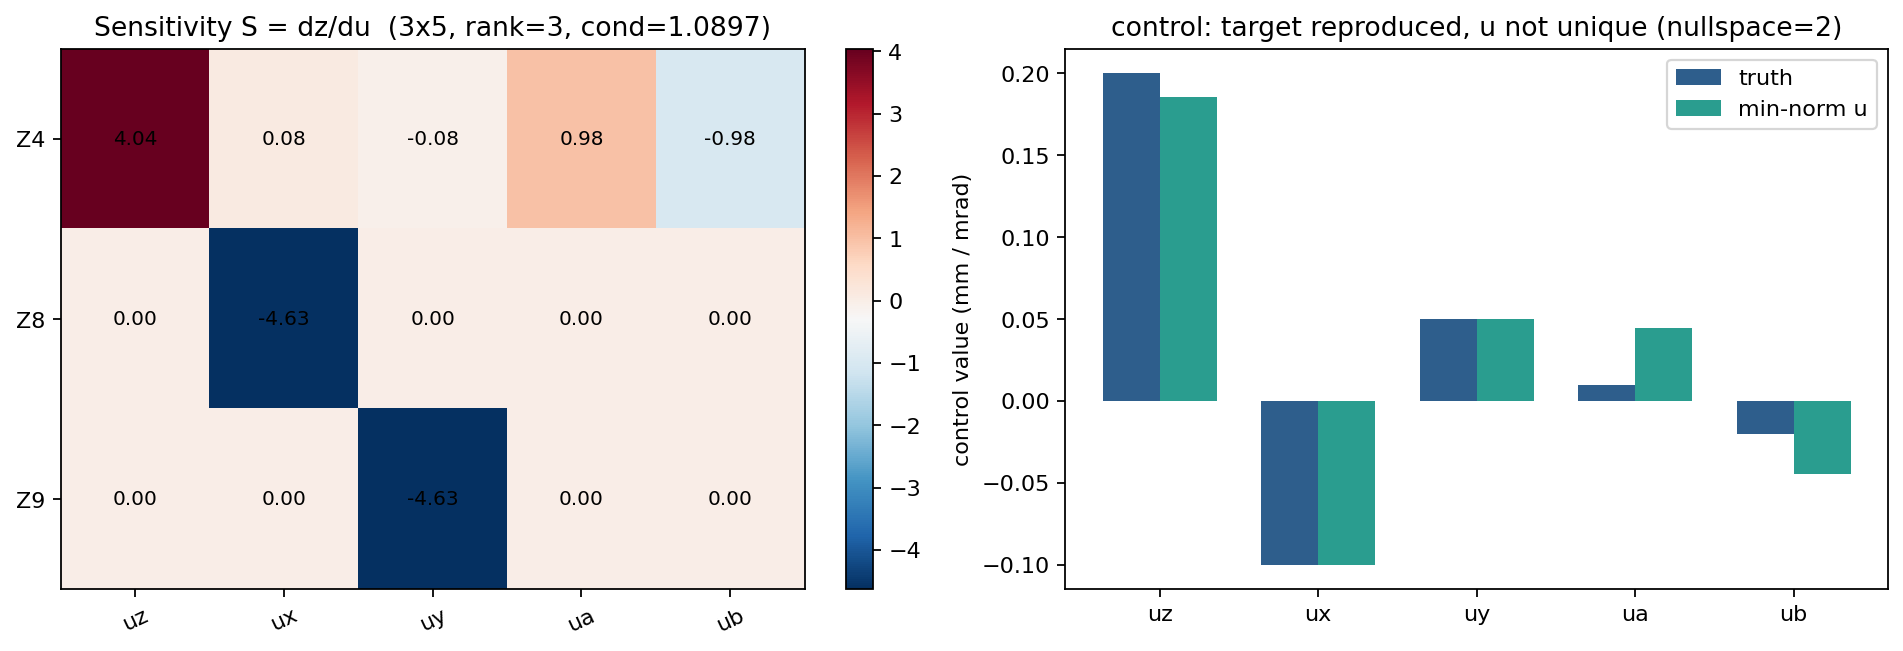 Sensitivity S = dz/du  (3x5, rank=3, cond=1.0897)
Z4
4.04 0.08 -0.08 0.98 -0.98
Z8
0.00 -4.63 0.00 0.00 0.00
Z9
0.00 0.00 -4.63 0.00 0.00
uz ux uy ua ub
4
3
2
1
0
−1
−2
−3
−4
control: target reproduced, u not unique (nullspace=2)
control value (mm / mrad)
0.20
0.15
0.10
0.05
0.00
−0.05
−0.10
truth
min-norm u
uz ux uy ua ub